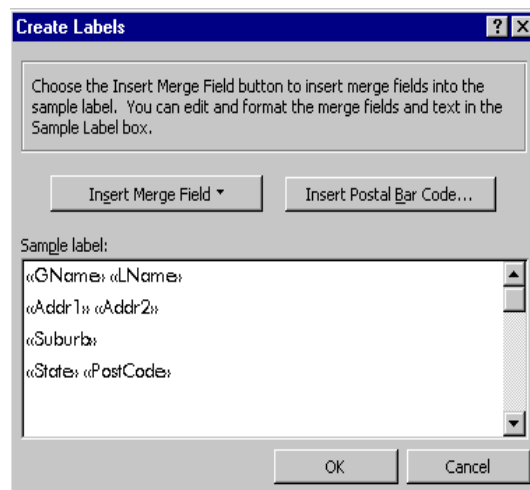 Create Labels
Choose the Insert Merge Field button to insert merge fields into the
sample label. You can edit and format the merge fields and text in the
Sample Label box.
Insert Merge Field
Insert Postal Bar Code...
Sample label:
«GName» «LName»
«Addr1» «Addr2»
«Suburb»
«State» «PostCode»
OK
Cancel